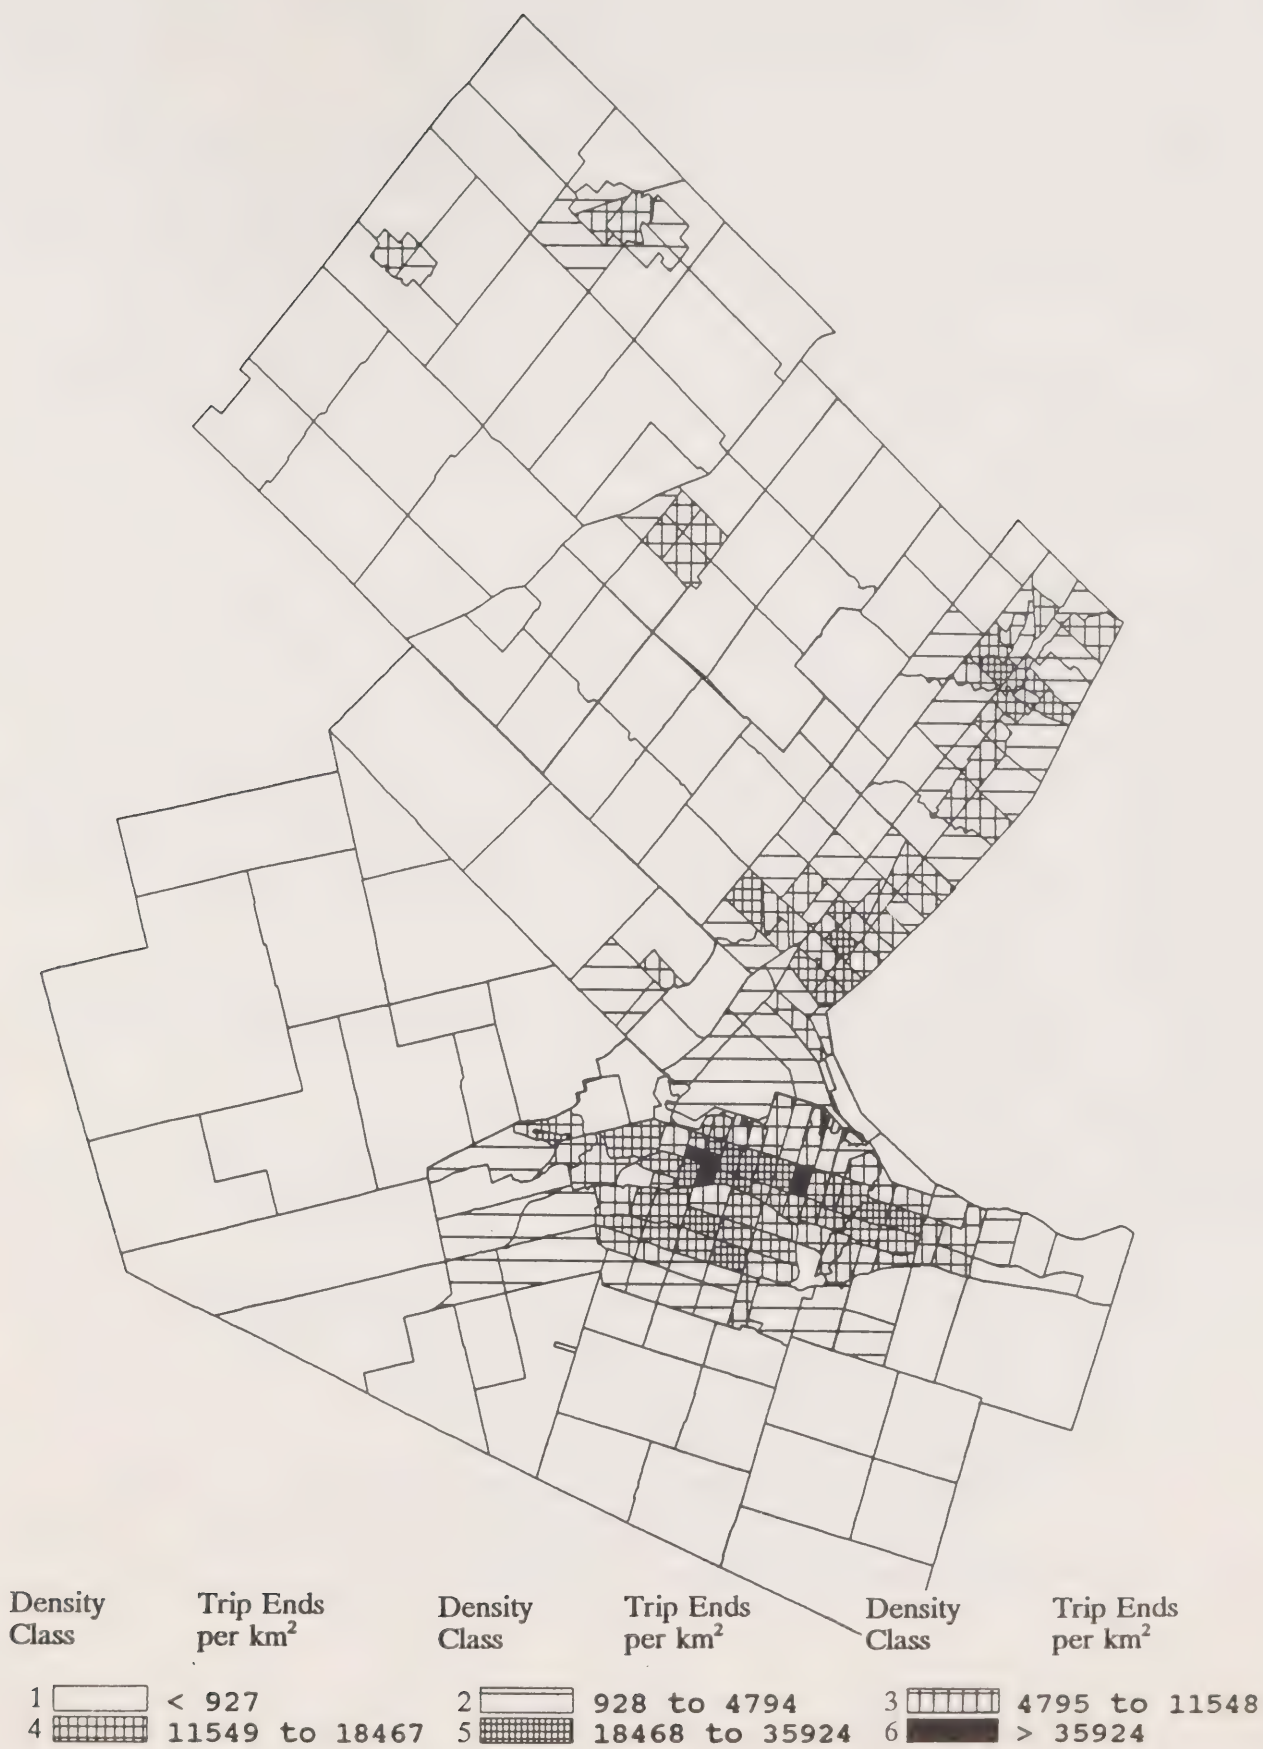 Density Trip Ends Density Trip Ends Density Trip Ends
Class per km² Class per km² Class per km²
1 < 927 2 928 to 4794 3 4795 to 11548
4 11549 to 18467 5 18468 to 35924 6 > 35924